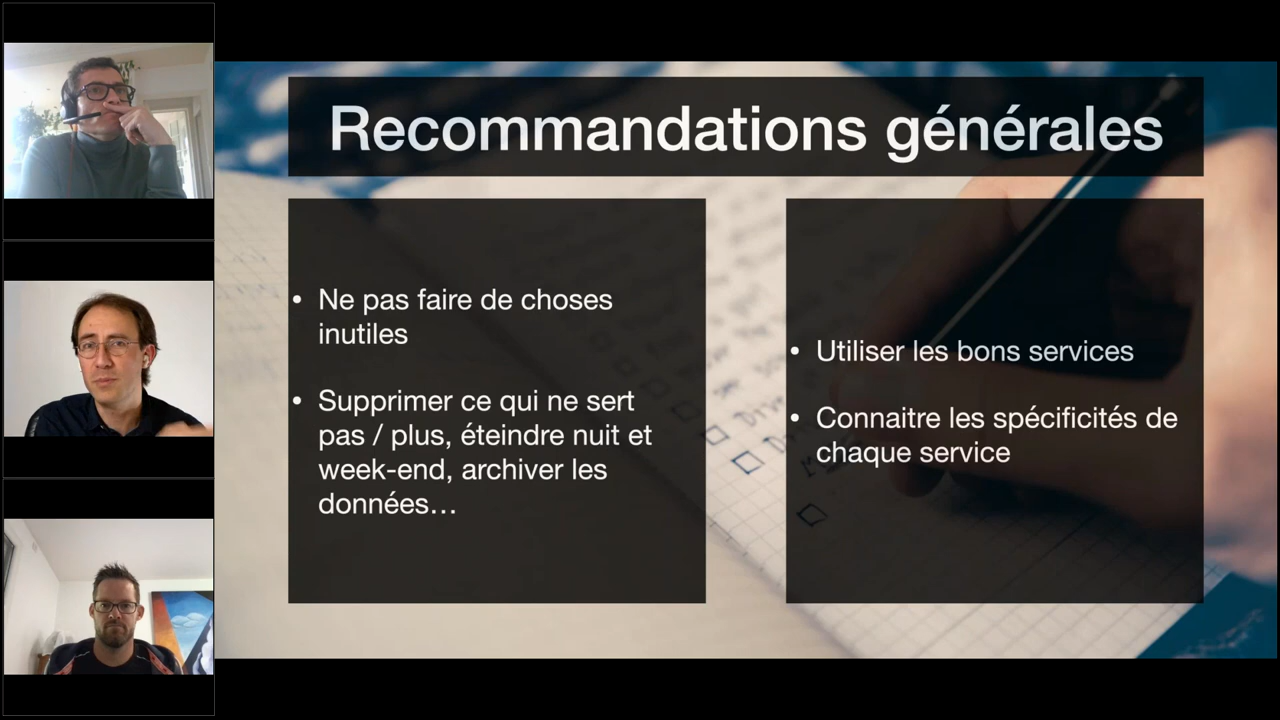 Recommandations générales
• Ne pas faire de choses
inutiles
• Supprimer ce qui ne sert
pas / plus, éteindre nuit et
week-end, archiver les
données…
• Utiliser les bons services
• Connaitre les spécificités de
chaque service